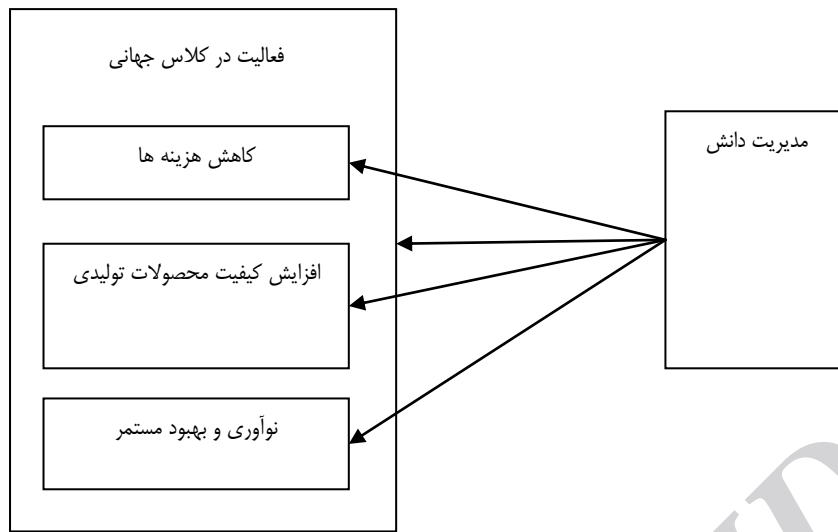 فعالیت در کلاس جهانی
مدیریت دانش
کاهش هزینه ها
افزایش کیفیت محصولات تولیدی
نوآوری و بهبود مستمر